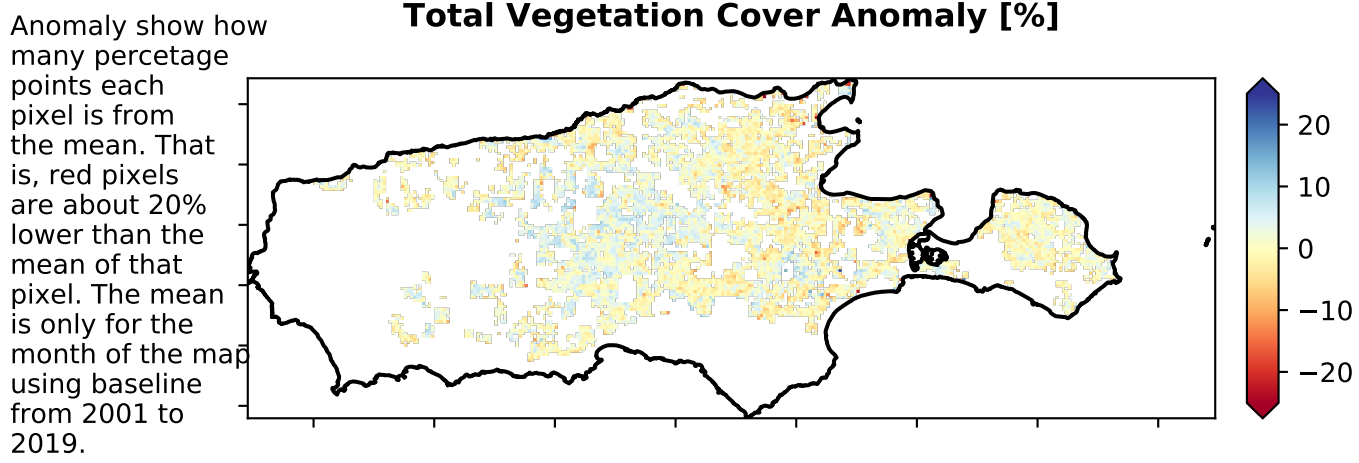 Total Vegetation Cover Anomaly [%]
Anomaly show how
many percetage
points each
pixel is from
the mean. That
is, red pixels
are about 20%
lower than the
mean of that
pixel. The mean
is only for the
month of the map
using baseline
from 2001 to
2019.
20
10
0
−10
−20